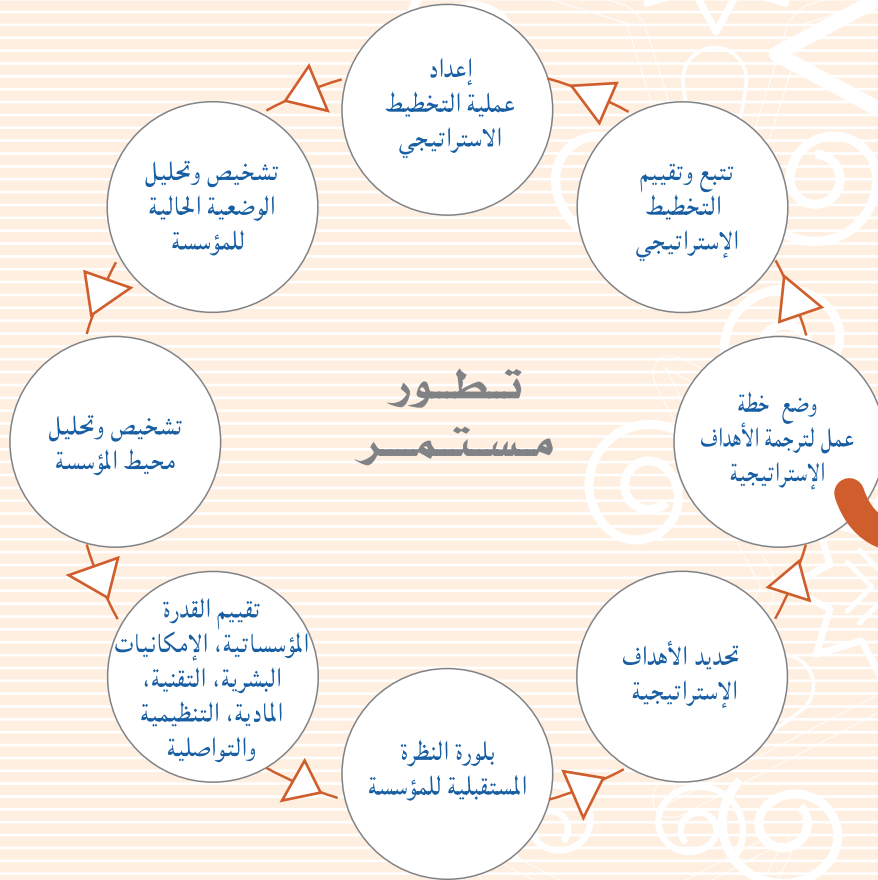 إعداد
عملية التخطيط
الاستراتيجي
تشخيص وتحليل
الوضعية الحالية
للمؤسسة
تشخيص وتحليل
محيط المؤسسة
تقييم القدرة
المؤسساتية، الإمكانيات
البشرية، التقنية،
المادية، التنظيمية
والتواصلية
بلورة النظرة
المستقبلية للمؤسسة
تحديد الأهداف
الإستراتيجية
وضع خطة
عمل لترجمة الأهداف
الإستراتيجية
تتبع وتقييم
التخطيط
الإستراتيجي
تطور
مستمر